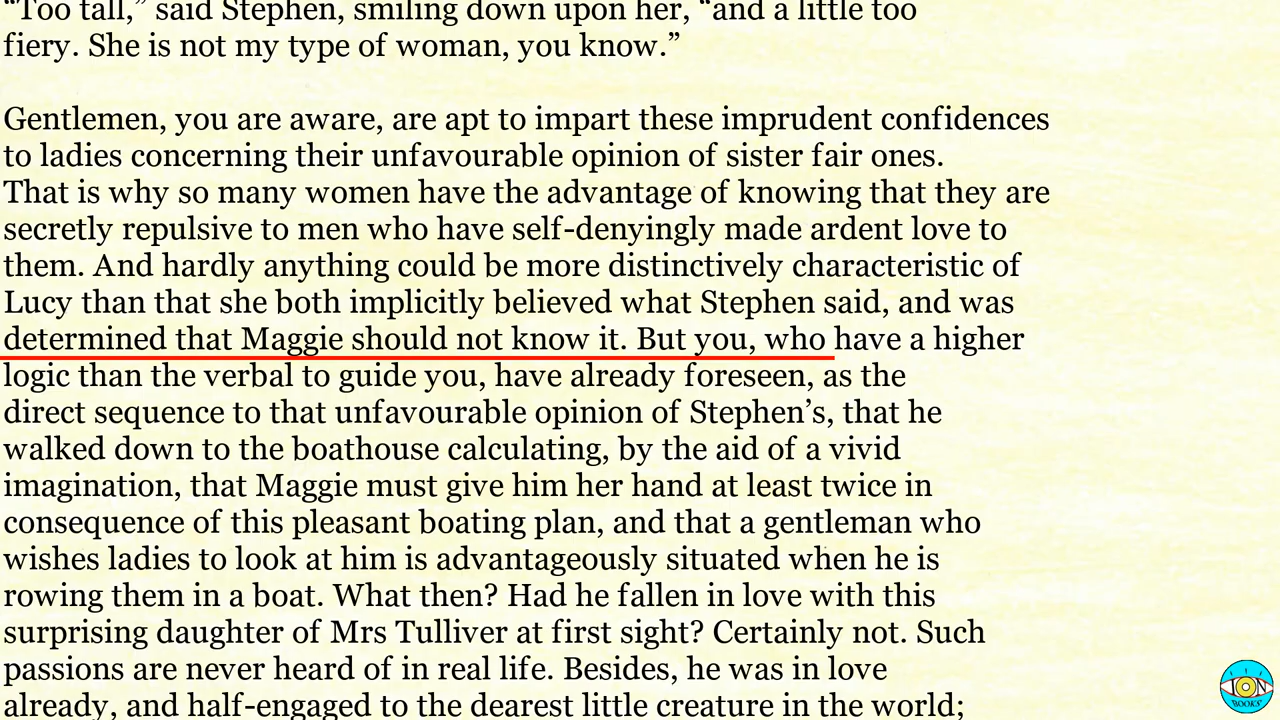 “Too tall,” said Stephen, smiling down upon her, “and a little too
fiery. She is not my type of woman, you know.”
Gentlemen, you are aware, are apt to impart these imprudent confidences
to ladies concerning their unfavourable opinion of sister fair ones.
That is why so many women have the advantage of knowing that they are
secretly repulsive to men who have self-denyingly made ardent love to
them. And hardly anything could be more distinctively characteristic of
Lucy than that she both implicitly believed what Stephen said, and was
determined that Maggie should not know it. But you, who have a higher
logic than the verbal to guide you, have already foreseen, as the
direct sequence to that unfavourable opinion of Stephen’s, that he
walked down to the boathouse calculating, by the aid of a vivid
imagination, that Maggie must give him her hand at least twice in
consequence of this pleasant boating plan, and that a gentleman who
wishes ladies to look at him is advantageously situated when he is
rowing them in a boat. What then? Had he fallen in love with this
surprising daughter of Mrs Tulliver at first sight? Certainly not. Such
passions are never heard of in real life. Besides, he was in love
already, and half-engaged to the dearest little creature in the world;
ION
BOOKS